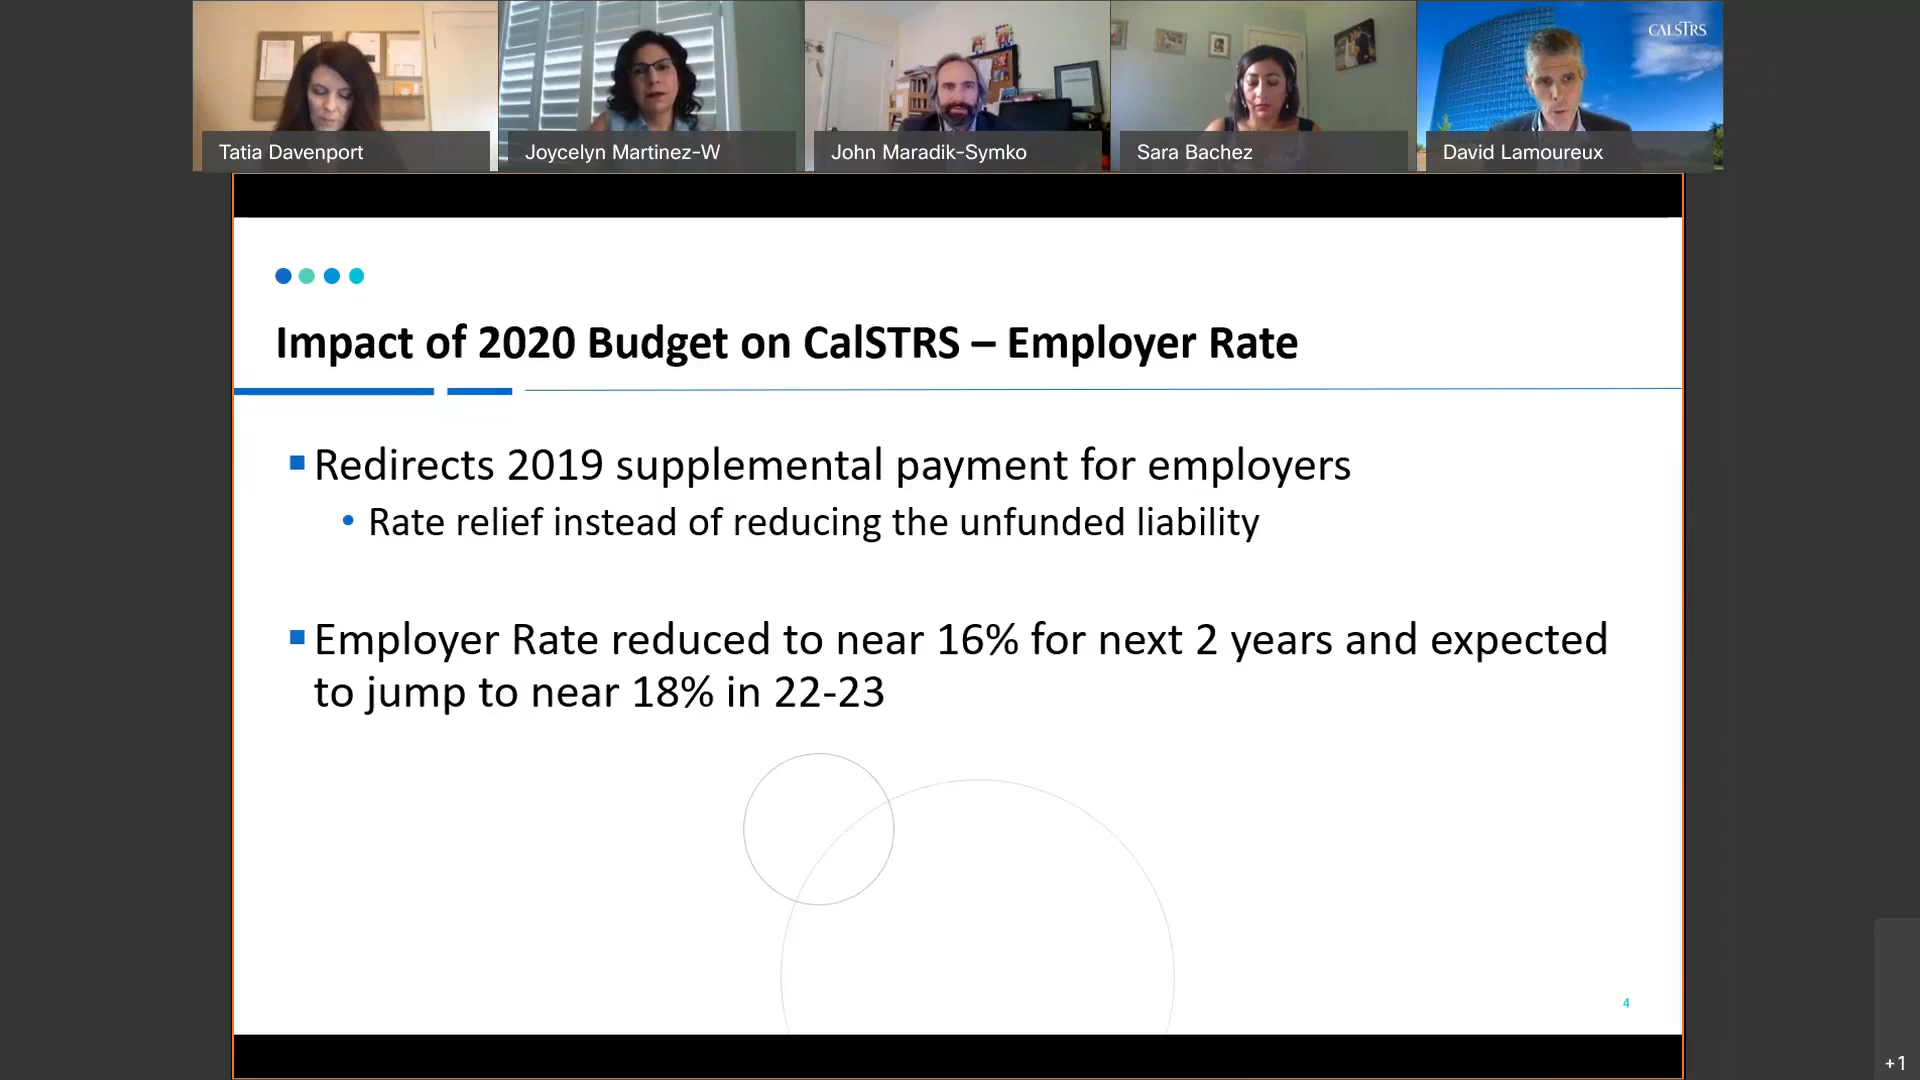 CALSTRS
Tatia Davenport
Joycelyn Martinez-W
John Maradik-Symko
Sara Bachez
David Lamoureux
Impact of 2020 Budget on CalSTRS – Employer Rate
Redirects 2019 supplemental payment for employers
Rate relief instead of reducing the unfunded liability
Employer Rate reduced to near 16% for next 2 years and expected
to jump to near 18% in 22-23
4
+1